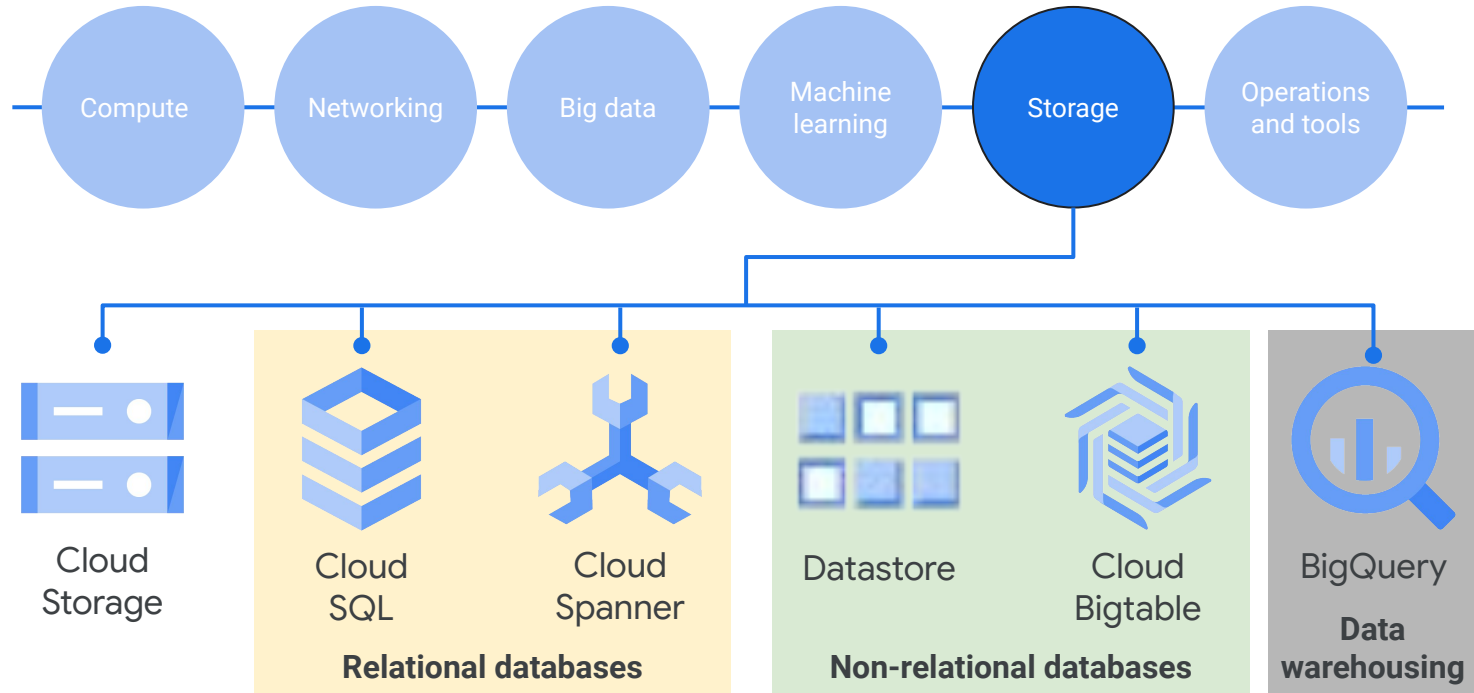 Compute
Networking
Big data
Machine
learning
Storage
Operations
and tools
Cloud
Storage
Cloud
SQL
Cloud
Spanner
Relational databases
Datastore
Cloud
Bigtable
Non-relational databases
BigQuery
Data
warehousing